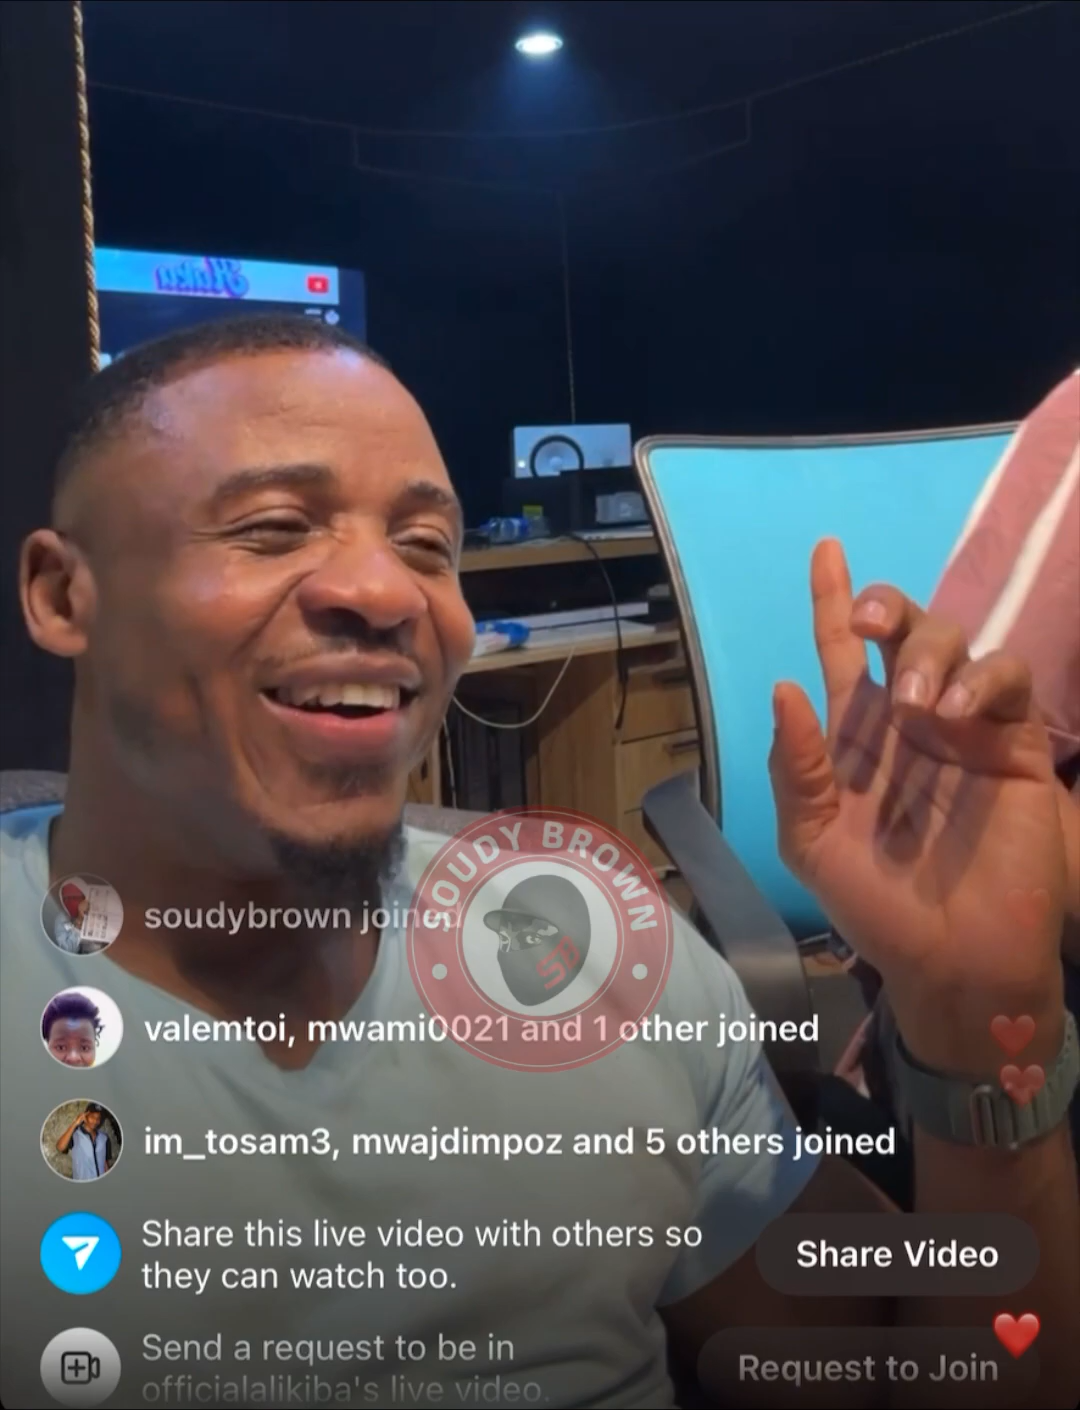 soudybrown joined
SOUDY BROWN
SB
valemtoi, mwami0021 and 1 other joined
im_tosam3, mwajdimpoz and 5 others joined
Share this live video with others so
they can watch too.
Share Video
Send a request to be in
officialalikiba's live video.
Request to Join